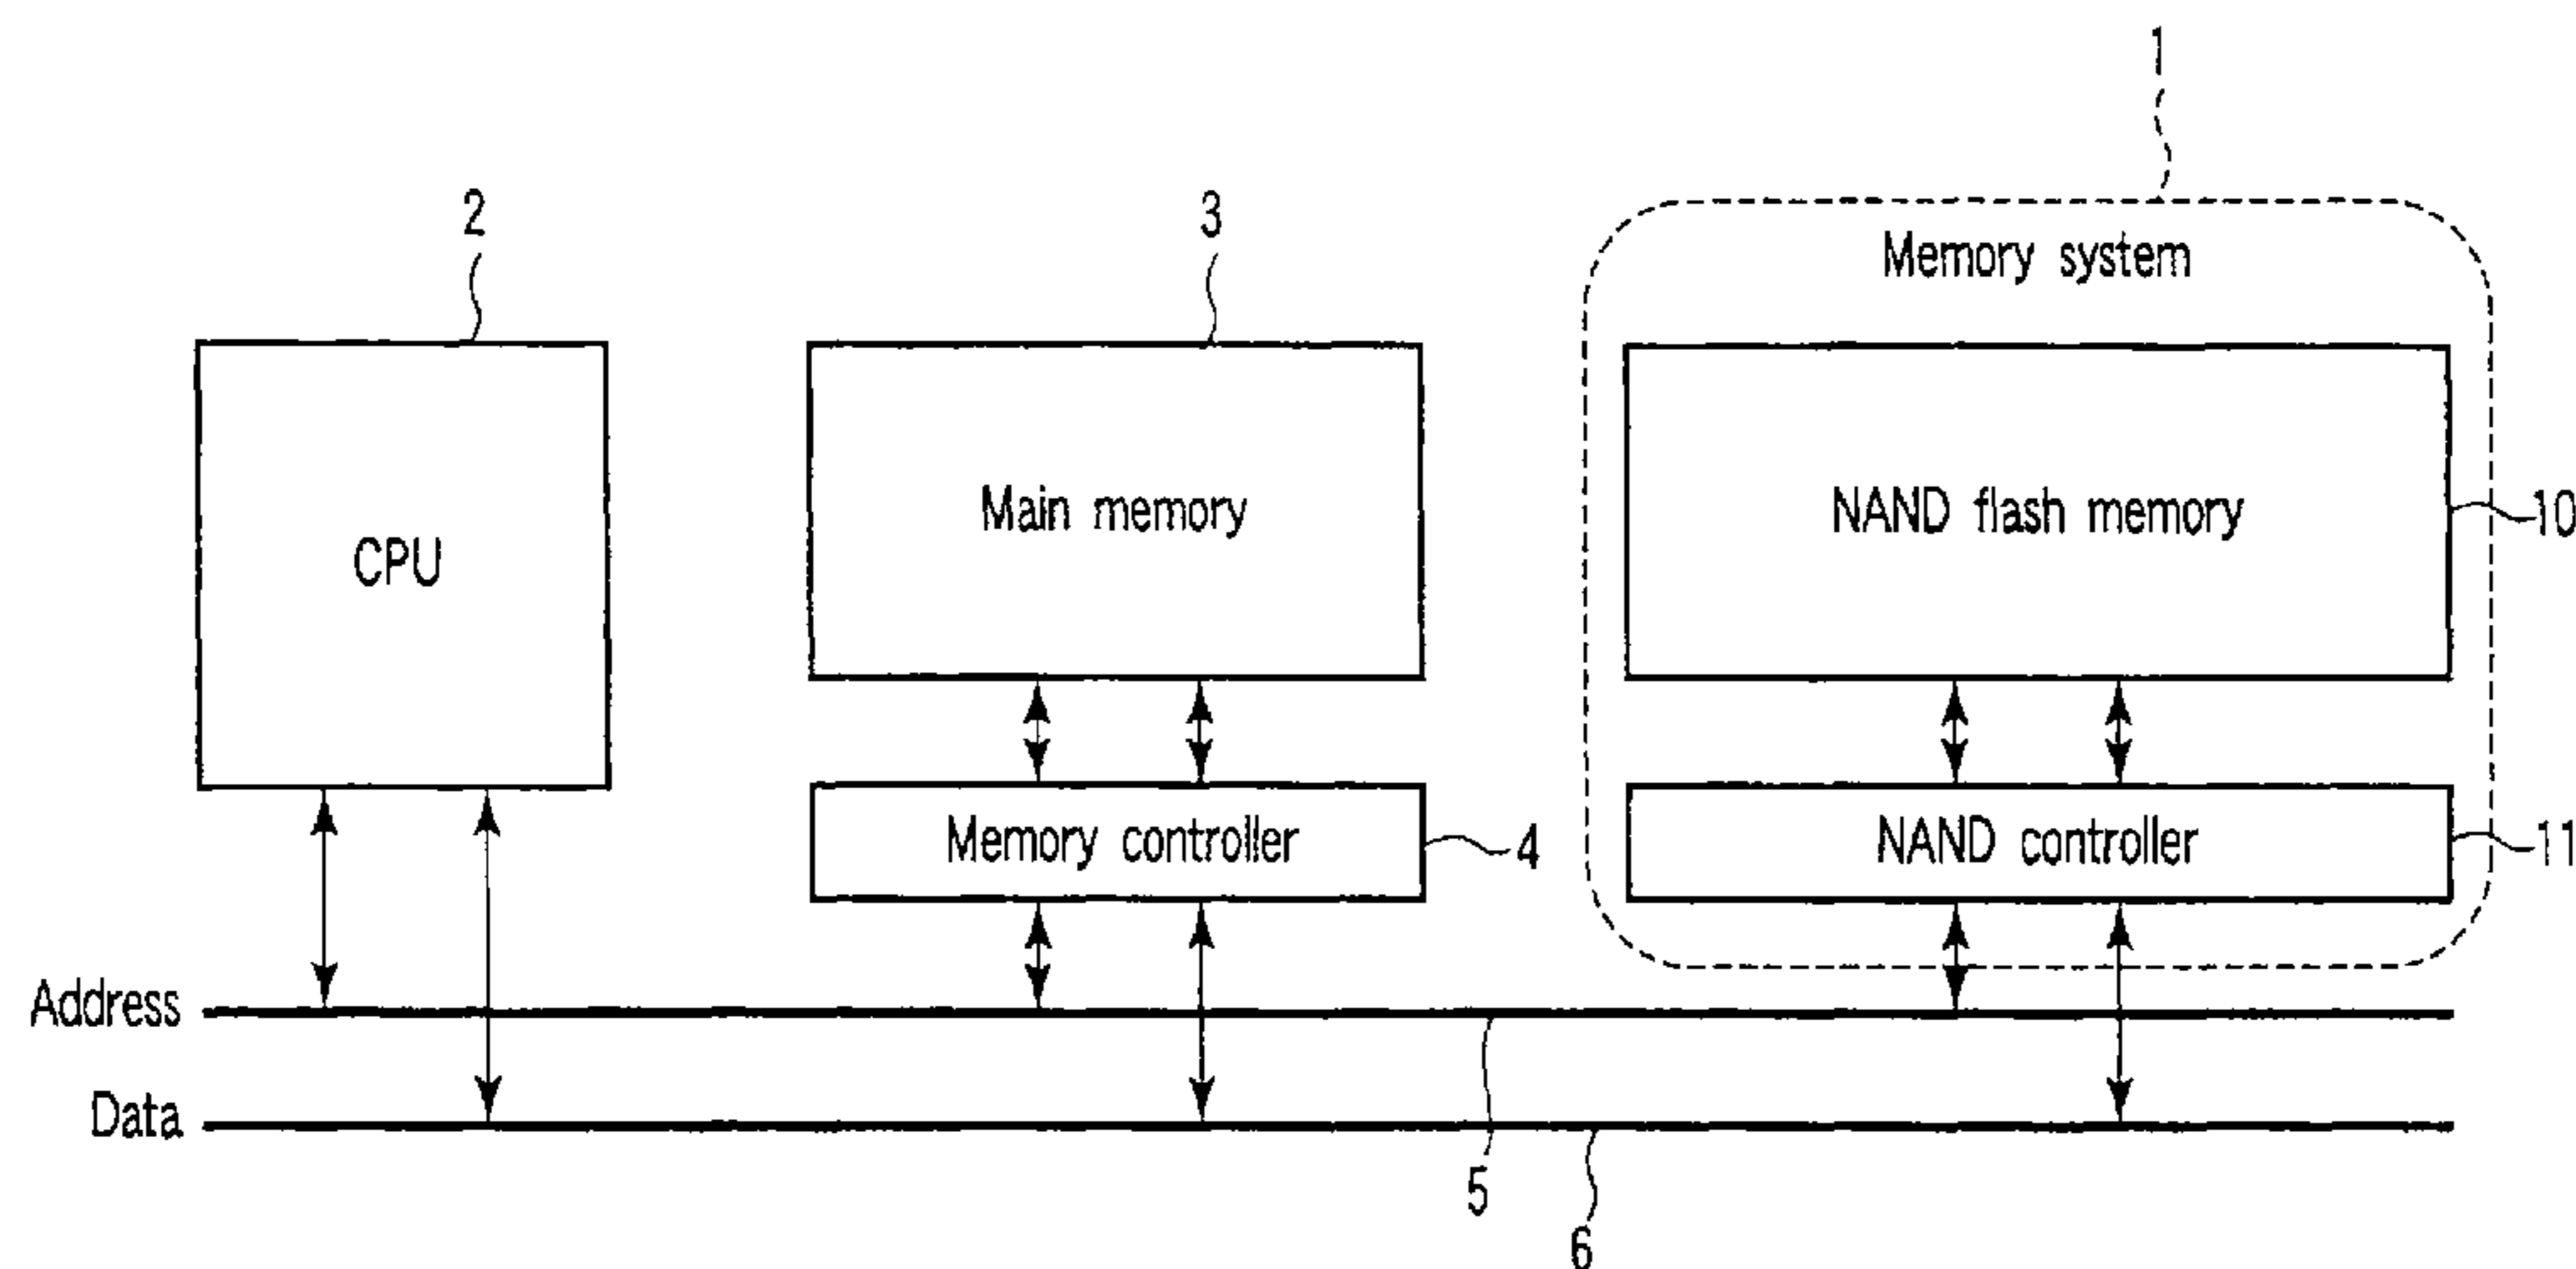 1
2
3
Memory system
CPU
Main memory
NAND flash memory
10
Memory controller
4
NAND controller
11
Address
Data
5
6